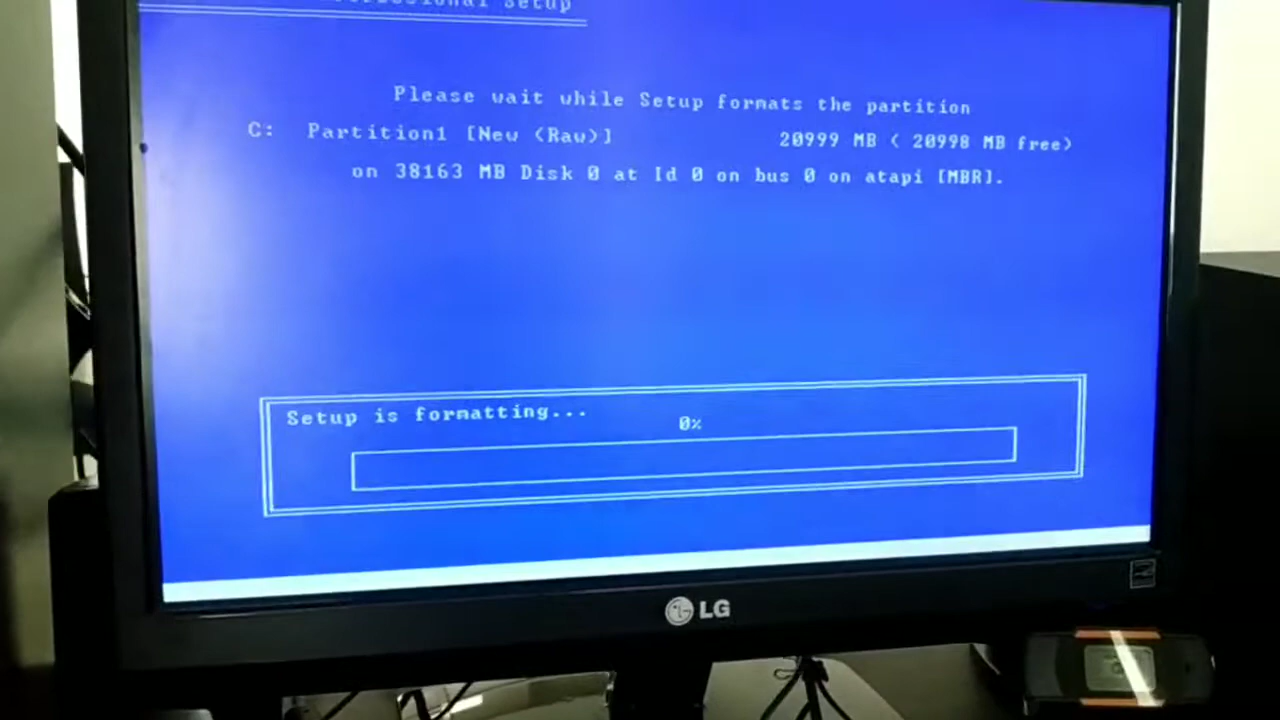 Setup
Please wait while Setup formats the partition
C: Partition1 [New (Raw)] 20999 MB ( 20998 MB free)
on 38163 MB Disk 0 at Id 0 on bus 0 on atapi [MBR].
Setup is formatting...
0%
LG